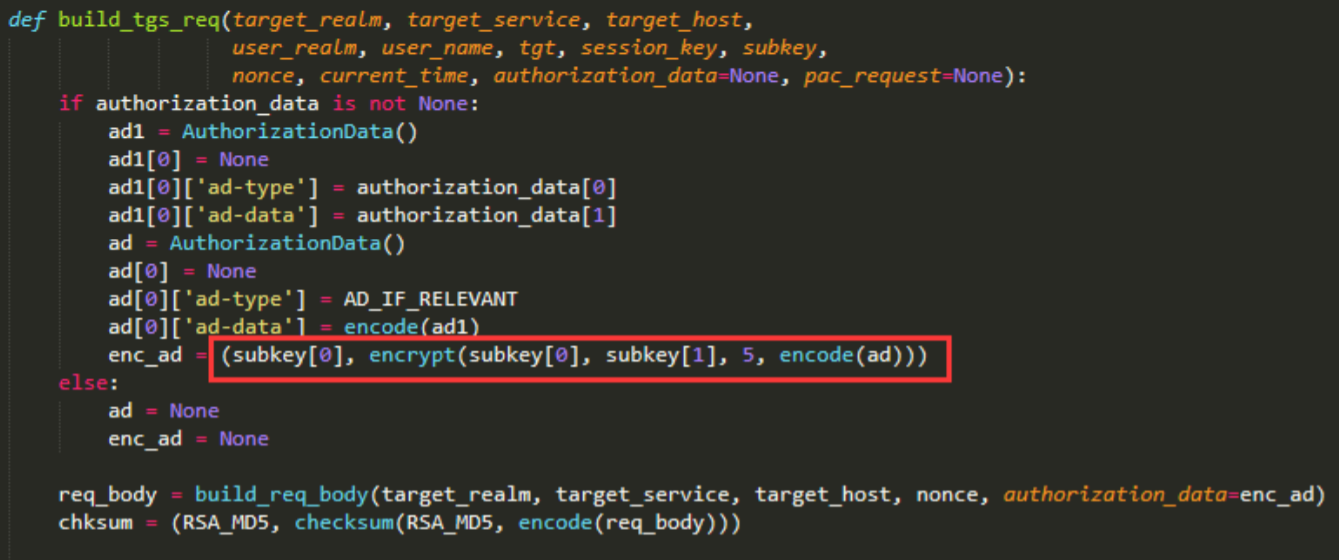 def build_tgs_req(target_realm, target_service, target_host,
                  user_realm, user_name, tgt, session_key, subkey,
                  nonce, current_time, authorization_data=None, pac_request=None):
    if authorization_data is not None:
        ad1 = AuthorizationData()
        ad1[0] = None
        ad1[0]['ad-type'] = authorization_data[0]
        ad1[0]['ad-data'] = authorization_data[1]
        ad = AuthorizationData()
        ad[0] = None
        ad[0]['ad-type'] = AD_IF_RELEVANT
        ad[0]['ad-data'] = encode(ad1)
        enc_ad = (subkey[0], encrypt(subkey[0], subkey[1], 5, encode(ad)))
    else:
        ad = None
        enc_ad = None
    req_body = build_req_body(target_realm, target_service, target_host, nonce, authorization_data=enc_ad)
    chksum = (RSA_MD5, checksum(RSA_MD5, encode(req_body)))